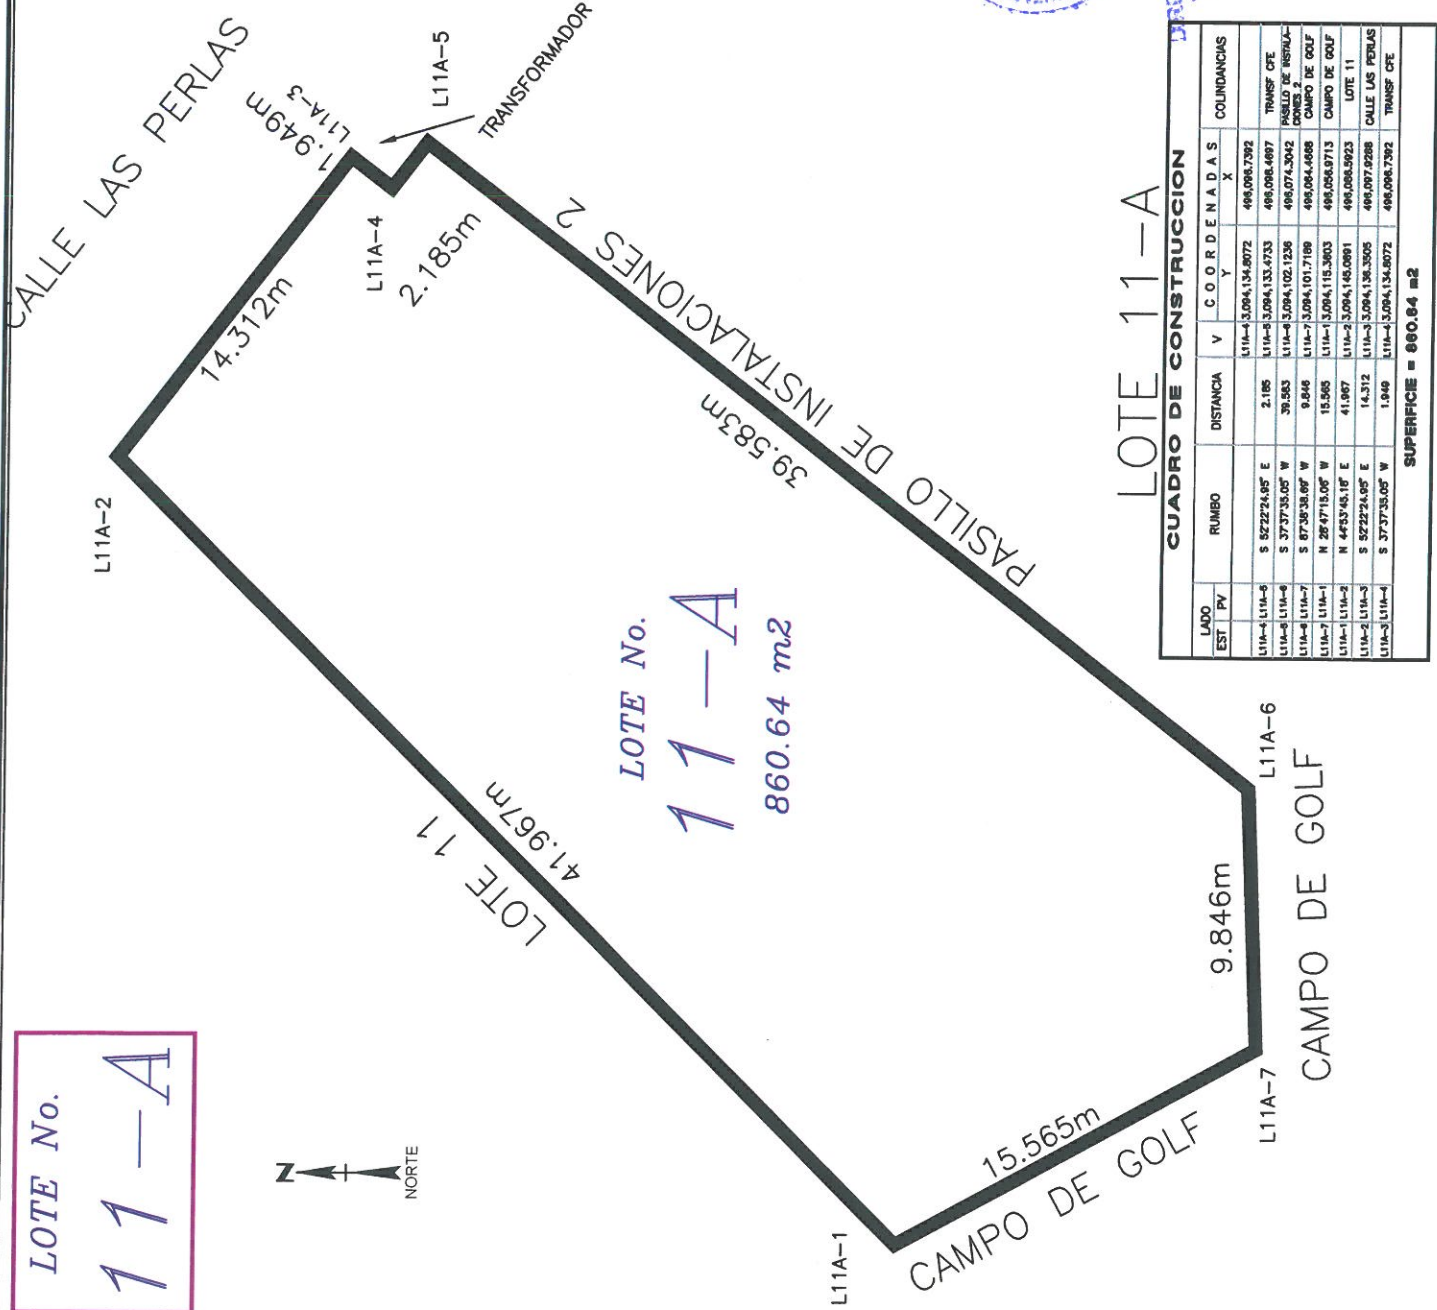 LOTE No.
11-A
Z
NORTE
CALLE LAS PERLAS
1.949m
L11A-3
L11A-5
TRANSFORMADOR
L11A-4
2.185m
14.312m
L11A-2
PASILLO DE INSTALACIONES 2
39.583m
LOTE No.
11-A
860.64 m2
LOTE 11
41.967m
L11A-6
9.846m
CAMPO DE GOLF
L11A-7
15.565m
CAMPO DE GOLF
L11A-1
LOTE 11-A
CUADRO DE CONSTRUCCION
LADO RUMBO DISTANCIA V COORDENADAS COLINDANCIAS
EST PV Y X
L11A-4 3,094,134.8072 496,096.7392
L11A-4 L11A-5 S 52°22'24.95" E 2.185 L11A-5 3,094,133.4733 496,098.4697 TRANSF CFE
L11A-5 L11A-6 S 37°37'35.05" W 39.583 L11A-6 3,094,102.1236 496,074.3042 PASILLO DE INSTALACIONES 2
L11A-6 L11A-7 S 87°38'38.69" W 9.846 L11A-7 3,094,101.7189 496,064.4668 CAMPO DE GOLF
L11A-7 L11A-1 N 28°47'15.06" W 15.565 L11A-1 3,094,115.3603 496,056.9713 CAMPO DE GOLF
L11A-1 L11A-2 N 44°53'45.18" E 41.967 L11A-2 3,094,145.0891 496,086.5923 LOTE 11
L11A-2 L11A-3 S 52°22'24.95" E 14.312 L11A-3 3,094,136.3505 496,097.9288 CALLE LAS PERLAS
L11A-3 L11A-4 S 37°37'35.05" W 1.949 L11A-4 3,094,134.8072 496,096.7392 TRANSF CFE
SUPERFICIE = 860.64 m2